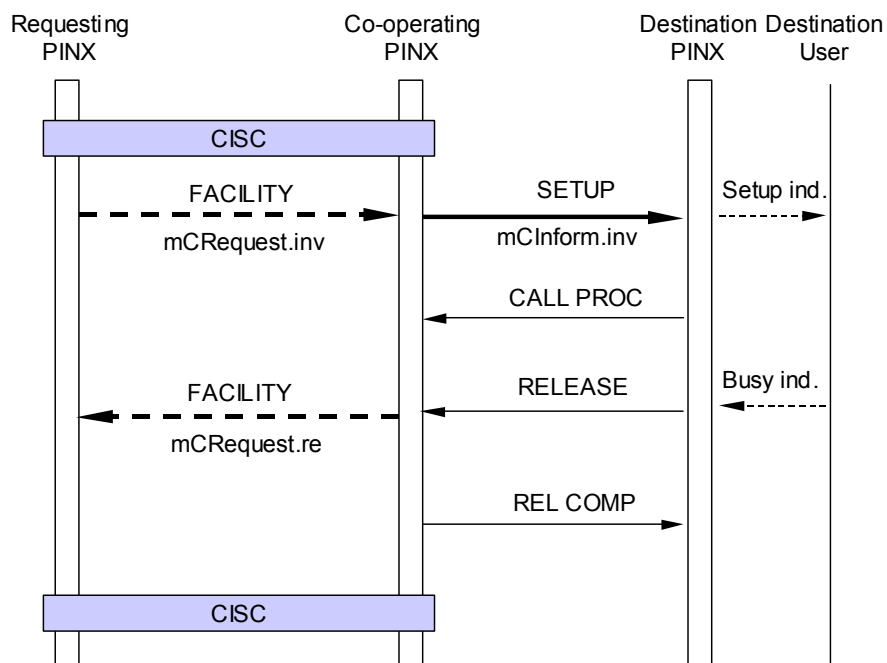 Requesting
PINX
Co-operating
PINX
Destination
PINX
Destination
User
CISC
FACILITY
mCRequest.inv
SETUP
mCInform.inv
Setup ind.
CALL PROC
FACILITY
mCRequest.re
RELEASE
Busy ind.
REL COMP
CISC